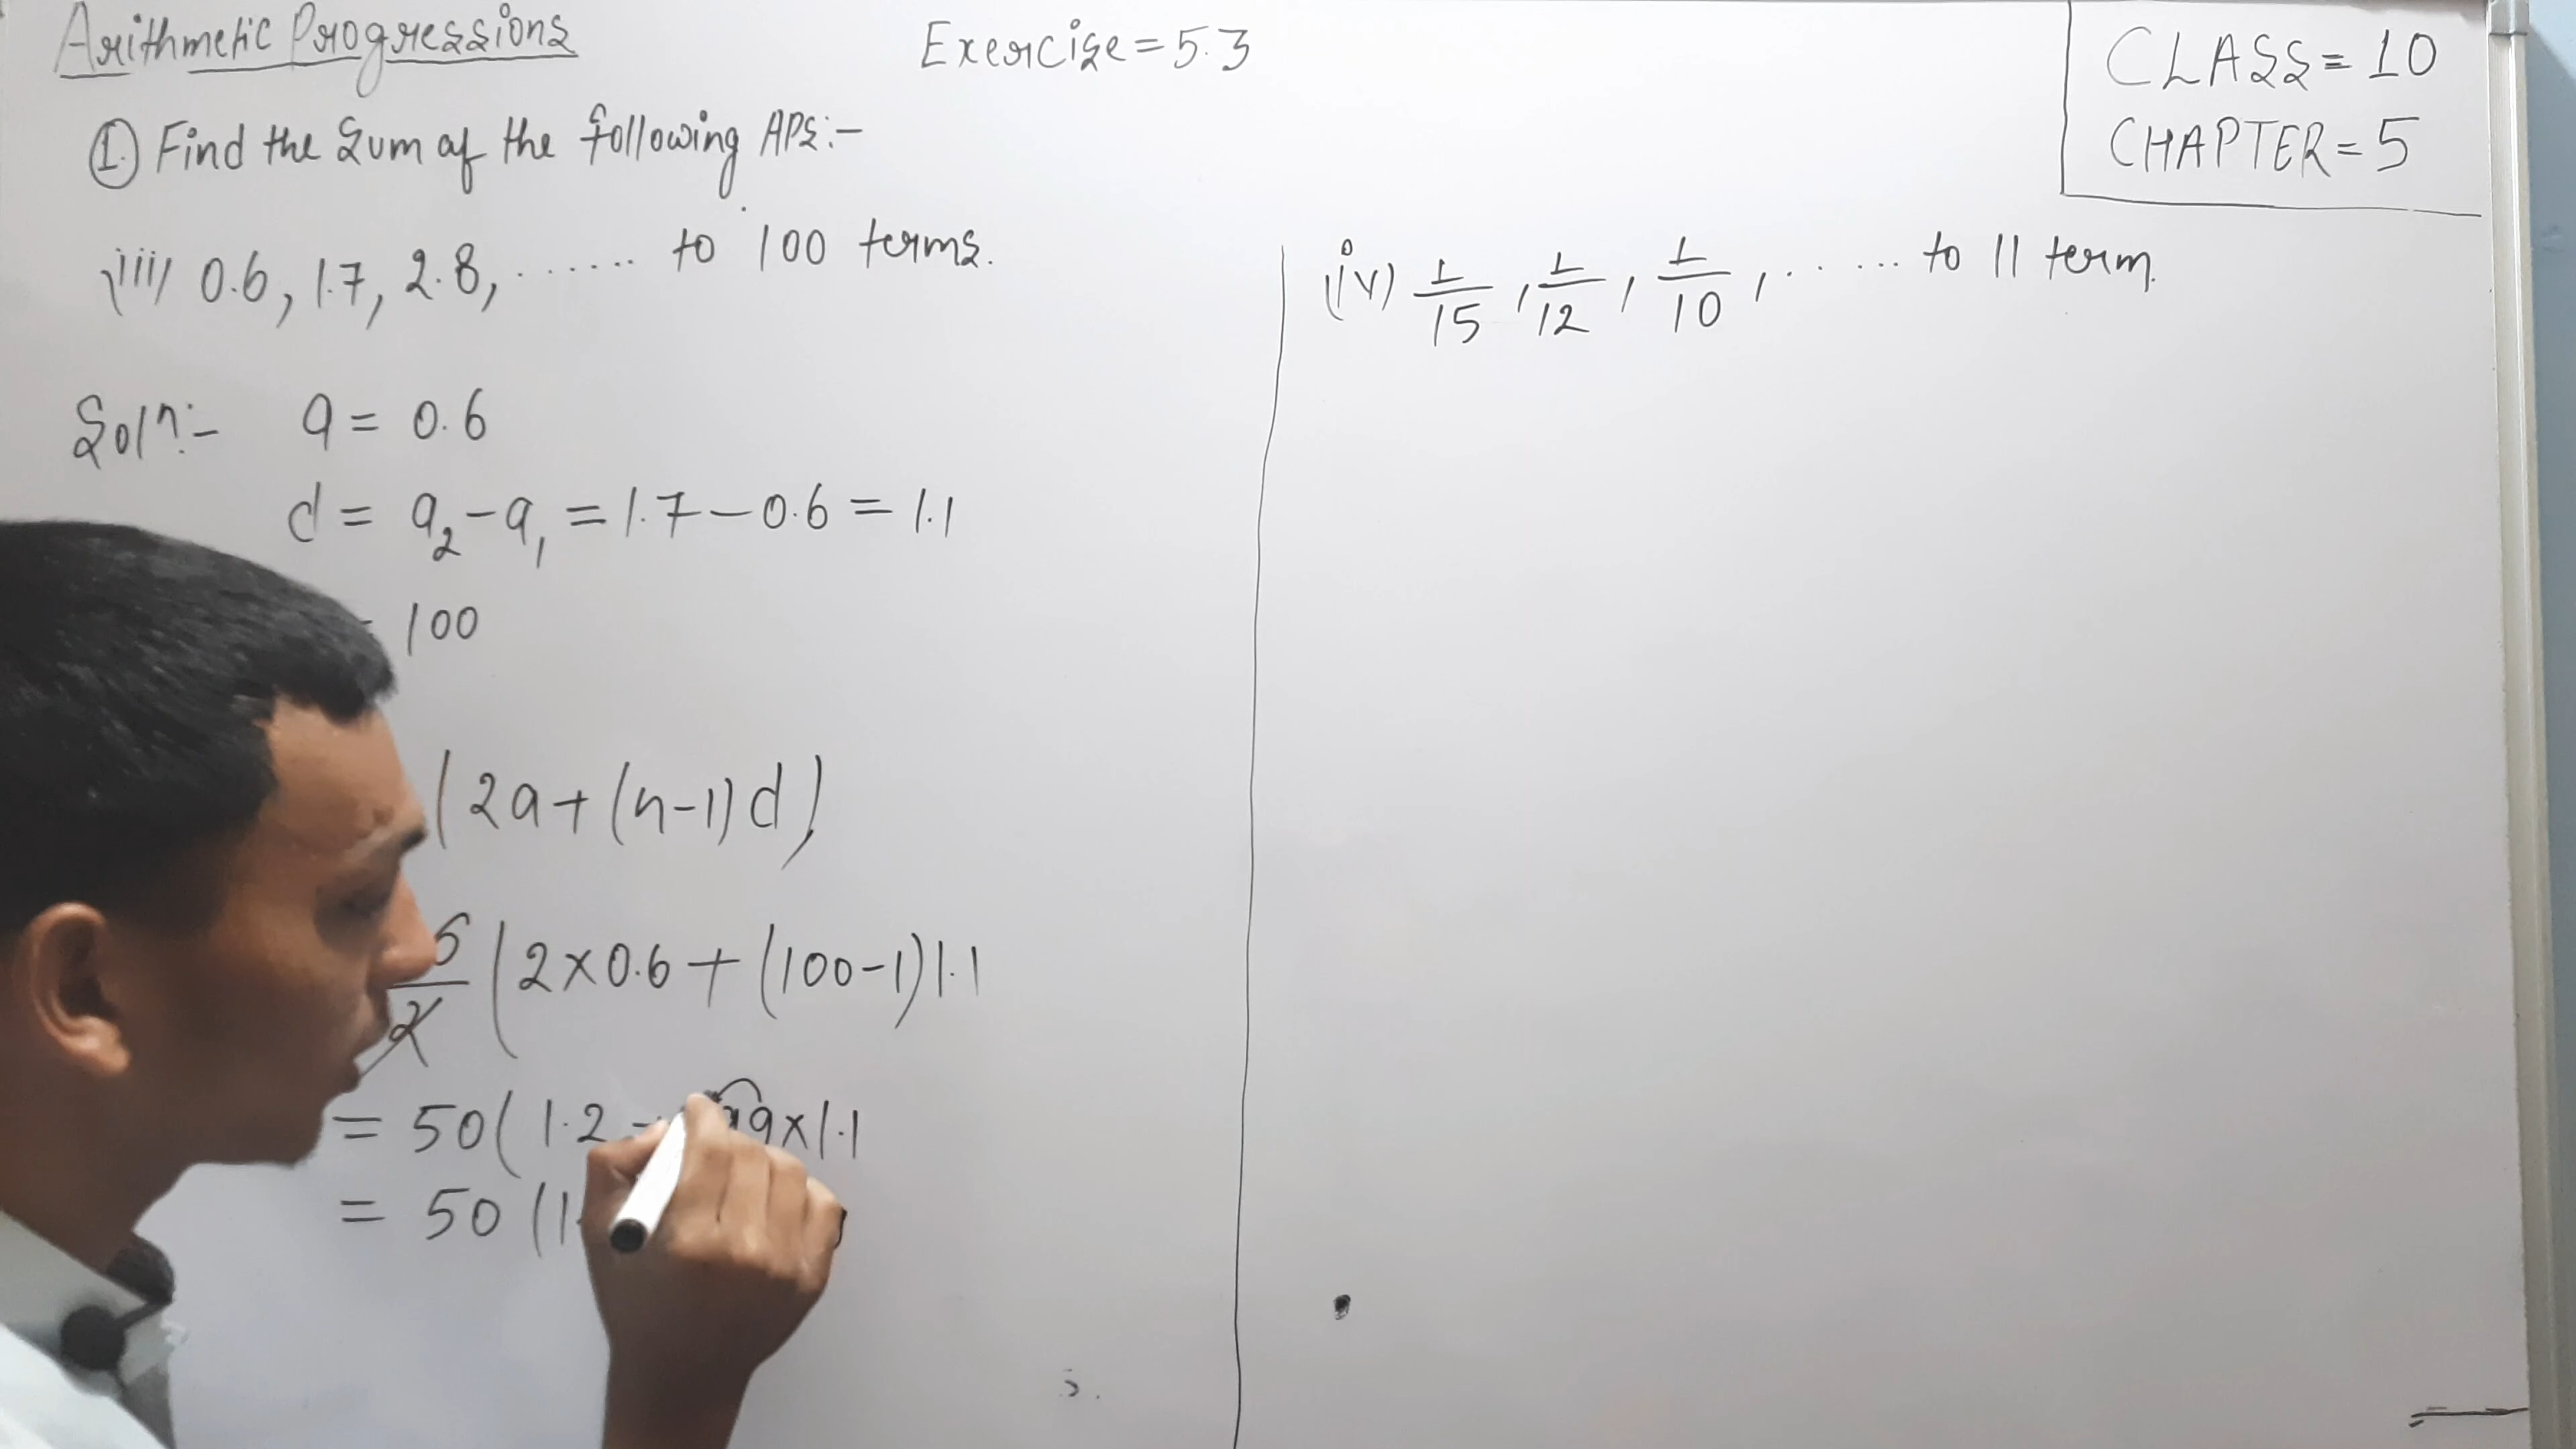 Arithmetic Progressions
Exercise = 5.3
CLASS = 10
CHAPTER = 5
① Find the Sum of the following APs:-
(iii) 0.6, 1.7, 2.8, ...... to 100 terms.
Solⁿ:- a = 0.6
d = a₂ - a₁ = 1.7 - 0.6 = 1.1
100
(2a + (n-1)d)
2 (2×0.6 + (100-1)1.1
= 50(1.2 99×1.1
= 50(1.
(iv) 1/15, 1/12, 1/10, ...... to 11 term.